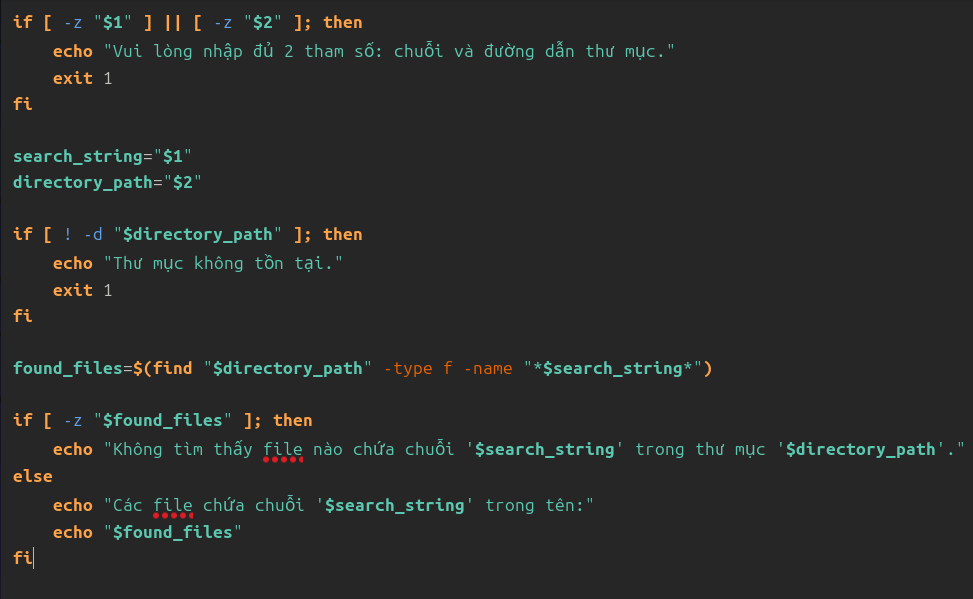 if [ -z "$1" ] || [ -z "$2" ]; then
    echo "Vui lòng nhập đủ 2 tham số: chuỗi và đường dẫn thư mục."
    exit 1
fi

search_string="$1"
directory_path="$2"

if [ ! -d "$directory_path" ]; then
    echo "Thư mục không tồn tại."
    exit 1
fi

found_files=$(find "$directory_path" -type f -name "*$search_string*")

if [ -z "$found_files" ]; then
    echo "Không tìm thấy file nào chứa chuỗi '$search_string' trong thư mục '$directory_path'."
else
    echo "Các file chứa chuỗi '$search_string' trong tên:"
    echo "$found_files"
fi